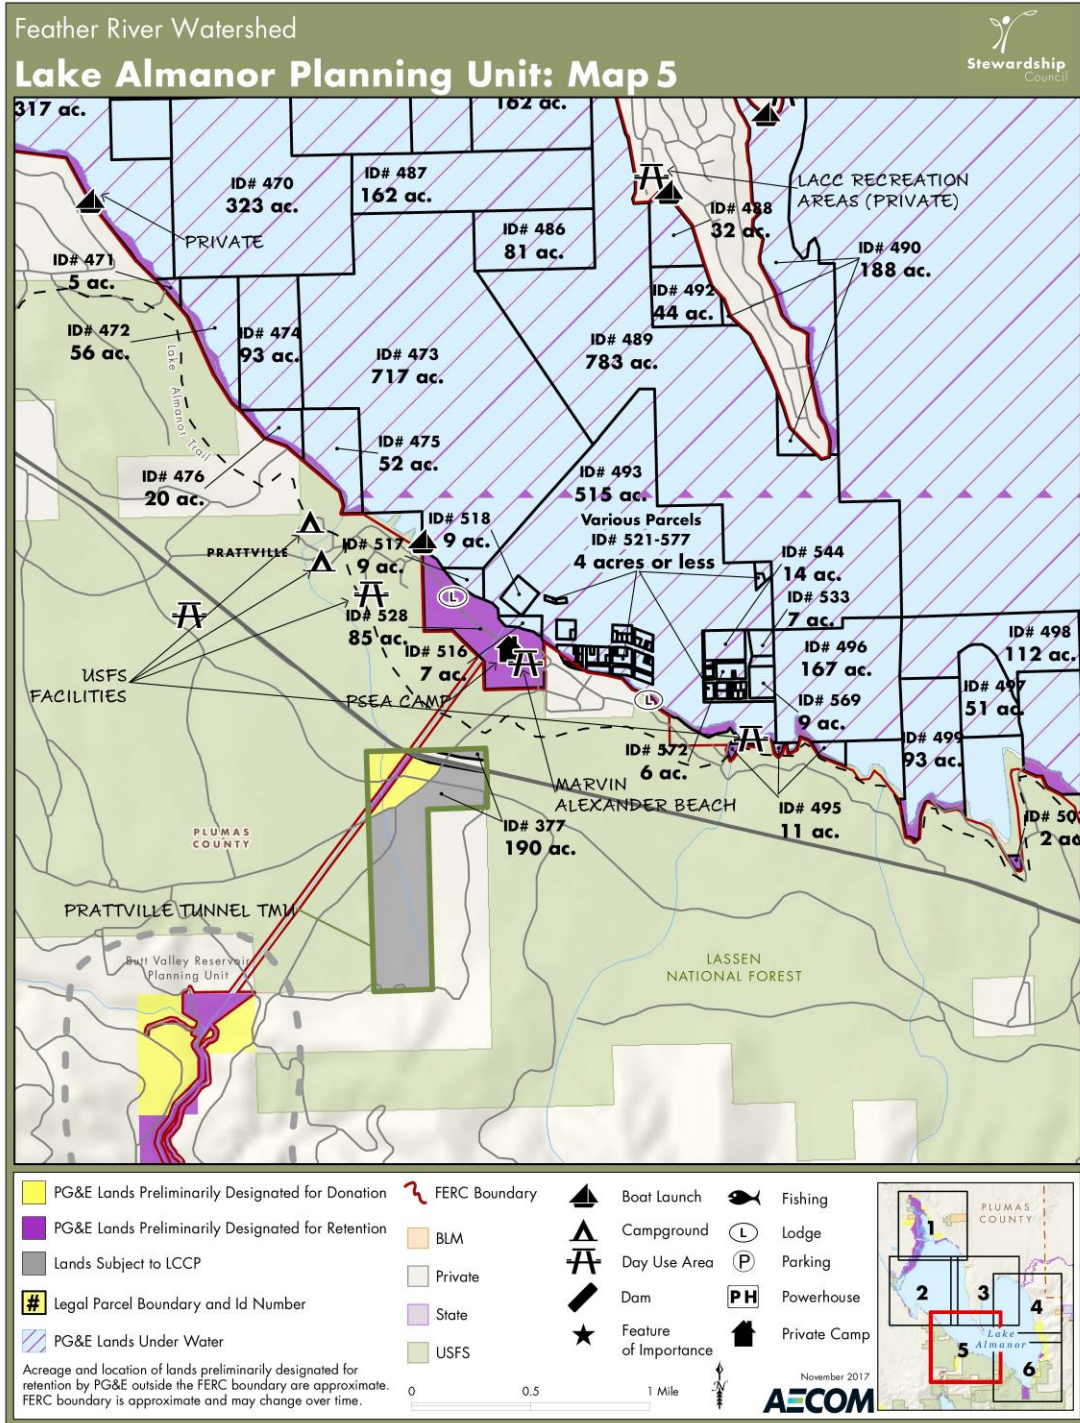 Feather River Watershed
Lake Almanor Planning Unit: Map 5
Stewardship
Council
317 ac.
162 ac.
ID# 470
323 ac.
ID# 487
162 ac.
LACC RECREATION
AREAS (PRIVATE)
ID# 488
32 ac.
PRIVATE
ID# 486
81 ac.
ID# 490
188 ac.
ID# 471
5 ac.
ID# 492
44 ac.
ID# 472
56 ac.
ID# 474
93 ac.
ID# 489
783 ac.
ID# 473
717 ac.
Lake Almanor Trail
ID# 475
52 ac.
ID# 476
20 ac.
ID# 493
515 ac.
ID# 518
9 ac.
Various Parcels
ID# 521-577
4 acres or less
PRATTVILLE
ID# 517
9 ac.
ID# 544
14 ac.
ID# 533
7 ac.
L
ID# 528
85 ac.
ID# 516
7 ac.
ID# 496
167 ac.
ID# 498
112 ac.
USFS
FACILITIES
PSEA CAMP
ID# 497
51 ac.
L
ID# 569
9 ac.
ID# 499
93 ac.
ID# 572
6 ac.
MARVIN
ALEXANDER BEACH
ID# 495
11 ac.
ID# 50
2 ac
ID# 377
190 ac.
PLUMAS
COUNTY
PRATTVILLE TUNNEL TMU
Butt Valley Reservoir
Planning Unit
LASSEN
NATIONAL FOREST
PG&E Lands Preliminarily Designated for Donation
PG&E Lands Preliminarily Designated for Retention
Lands Subject to LCCP
# Legal Parcel Boundary and Id Number
PG&E Lands Under Water
Acreage and location of lands preliminarily designated for
retention by PG&E outside the FERC boundary are approximate.
FERC boundary is approximate and may change over time.
FERC Boundary
BLM
Private
State
USFS
0 0.5 1 Mile
Boat Launch
Campground
Day Use Area
Dam
Feature
of Importance
Fishing
L Lodge
P Parking
PH Powerhouse
Private Camp
N
November 2017
AECOM
PLUMAS
COUNTY
1
2
3
4
Lake
Almanor
5
6